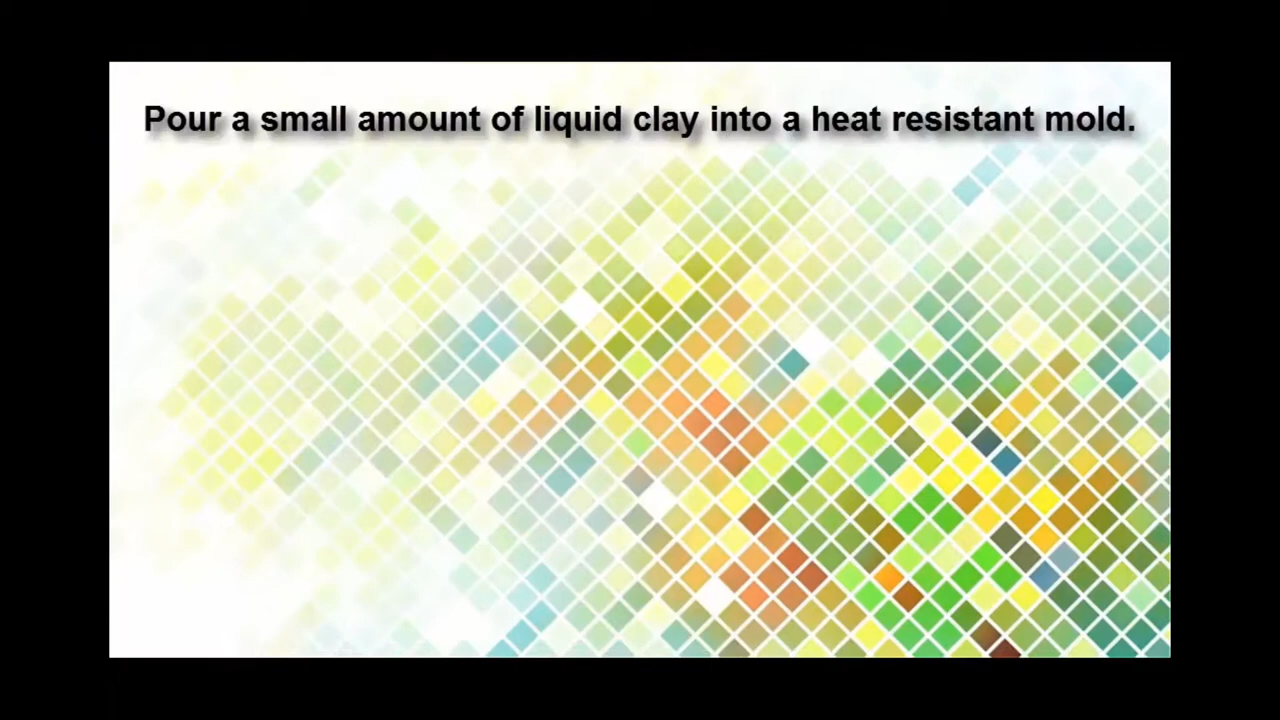 Pour a small amount of liquid clay into a heat resistant mold.